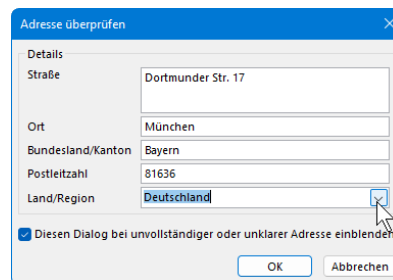 Adresse überprüfen
Details
Straße Dortmunder Str. 17
Ort München
Bundesland/Kanton Bayern
Postleitzahl 81636
Land/Region Deutschland
Diesen Dialog bei unvollständiger oder unklarer Adresse einblenden
OK Abbrechen